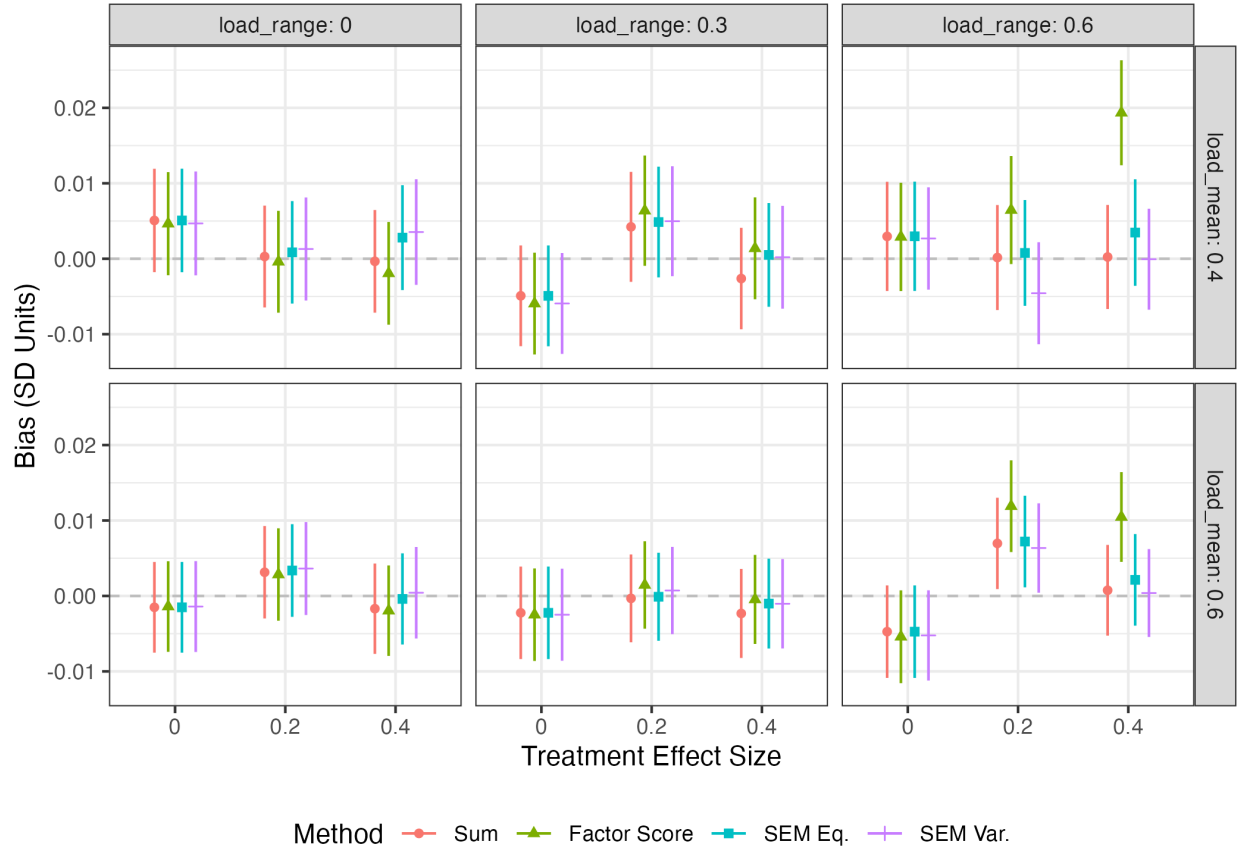 load_range: 0
load_range: 0.3
load_range: 0.6
load_mean: 0.4
load_mean: 0.6
Bias (SD Units)
0.02
0.01
0.00
-0.01
0.02
0.01
0.00
-0.01
0 0.2 0.4
0 0.2 0.4
0 0.2 0.4
Treatment Effect Size
Method Sum Factor Score SEM Eq. SEM Var.